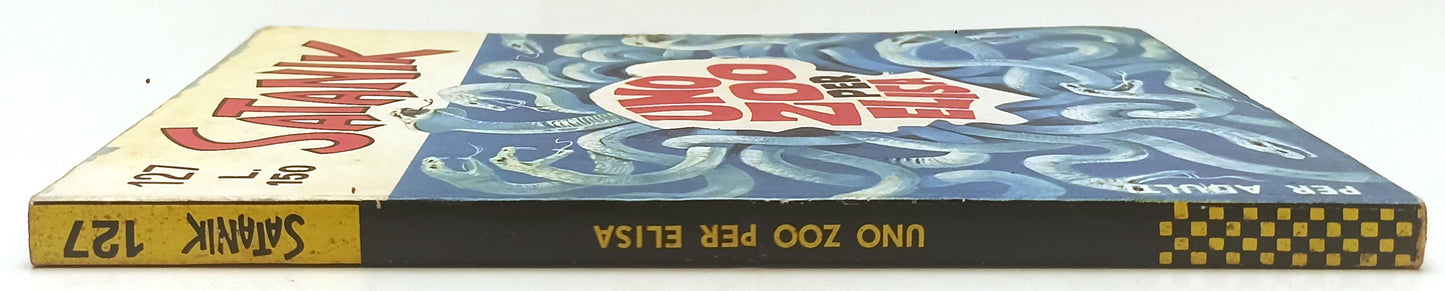 SATANIK
127
L.
150
UNO
ZOO
PER
ELISA
PER ADULTI
127 SATANIK UNO ZOO PER ELISA